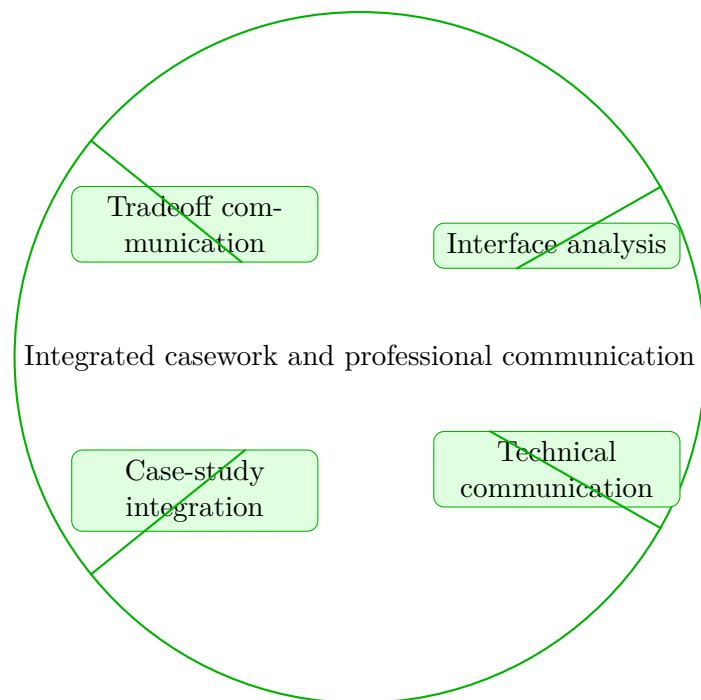 Tradeoff com-
munication
Interface analysis
Integrated casework and professional communication
Case-study
integration
Technical
communication